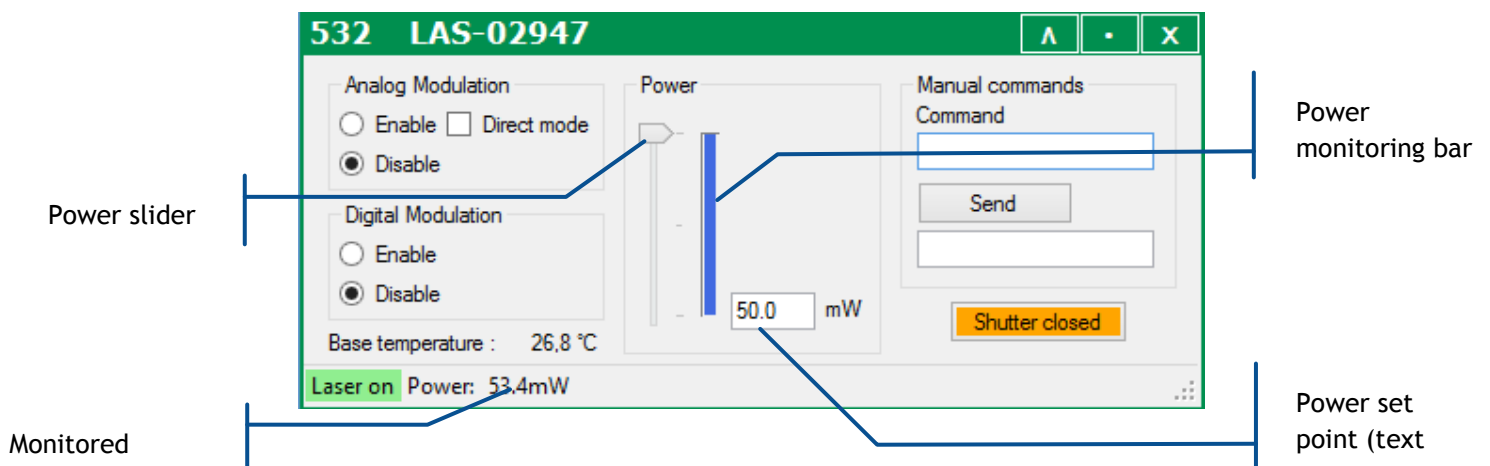 532 LAS-02947
Λ · X
Analog Modulation
Enable Direct mode
Disable
Digital Modulation
Enable
Disable
Base temperature : 26,8 °C
Power
50.0 mW
Manual commands
Command
Send
Shutter closed
Laser on Power: 53.4mW
Power slider
Monitored
Power
monitoring bar
Power set
point (text